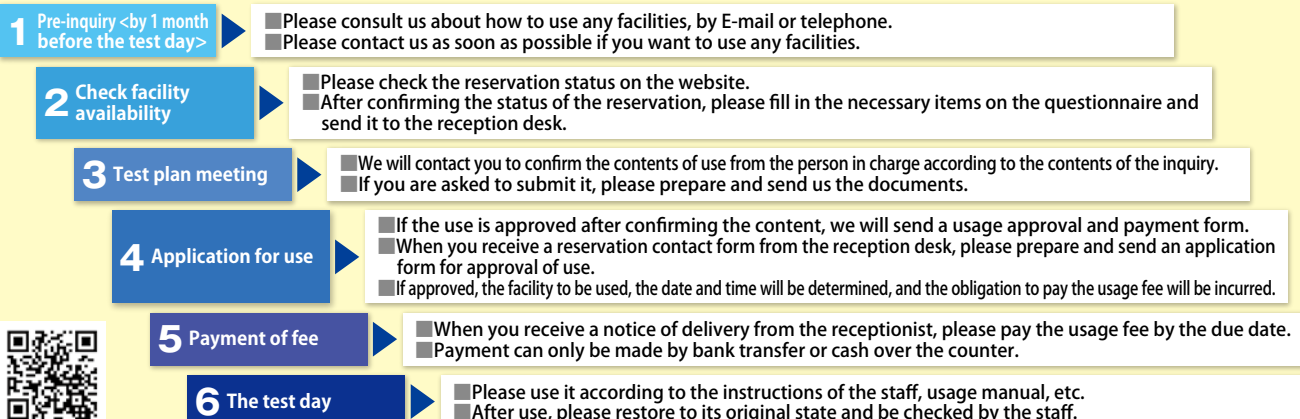 1 Pre-inquiry <by 1 month
before the test day>
■Please consult us about how to use any facilities, by E-mail or telephone.
■Please contact us as soon as possible if you want to use any facilities.
2 Check facility
availability
■Please check the reservation status on the website.
■After confirming the status of the reservation, please fill in the necessary items on the questionnaire and
send it to the reception desk.
3 Test plan meeting
■We will contact you to confirm the contents of use from the person in charge according to the contents of the inquiry.
■If you are asked to submit it, please prepare and send us the documents.
4 Application for use
■If the use is approved after confirming the content, we will send a usage approval and payment form.
■When you receive a reservation contact form from the reception desk, please prepare and send an application
form for approval of use.
■If approved, the facility to be used, the date and time will be determined, and the obligation to pay the usage fee will be incurred.
5 Payment of fee
■When you receive a notice of delivery from the receptionist, please pay the usage fee by the due date.
■Payment can only be made by bank transfer or cash over the counter.
6 The test day
■Please use it according to the instructions of the staff, usage manual, etc.
■After use, please restore to its original state and be checked by the staff.